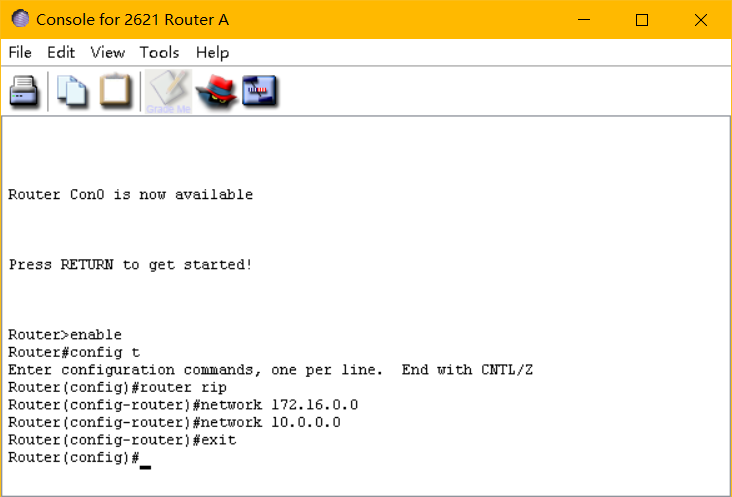 Console for 2621 Router A
File Edit View Tools Help
Grade Me
Router Con0 is now available
Press RETURN to get started!
Router>enable
Router#config t
Enter configuration commands, one per line.  End with CNTL/Z
Router(config)#router rip
Router(config-router)#network 172.16.0.0
Router(config-router)#network 10.0.0.0
Router(config-router)#exit
Router(config)#